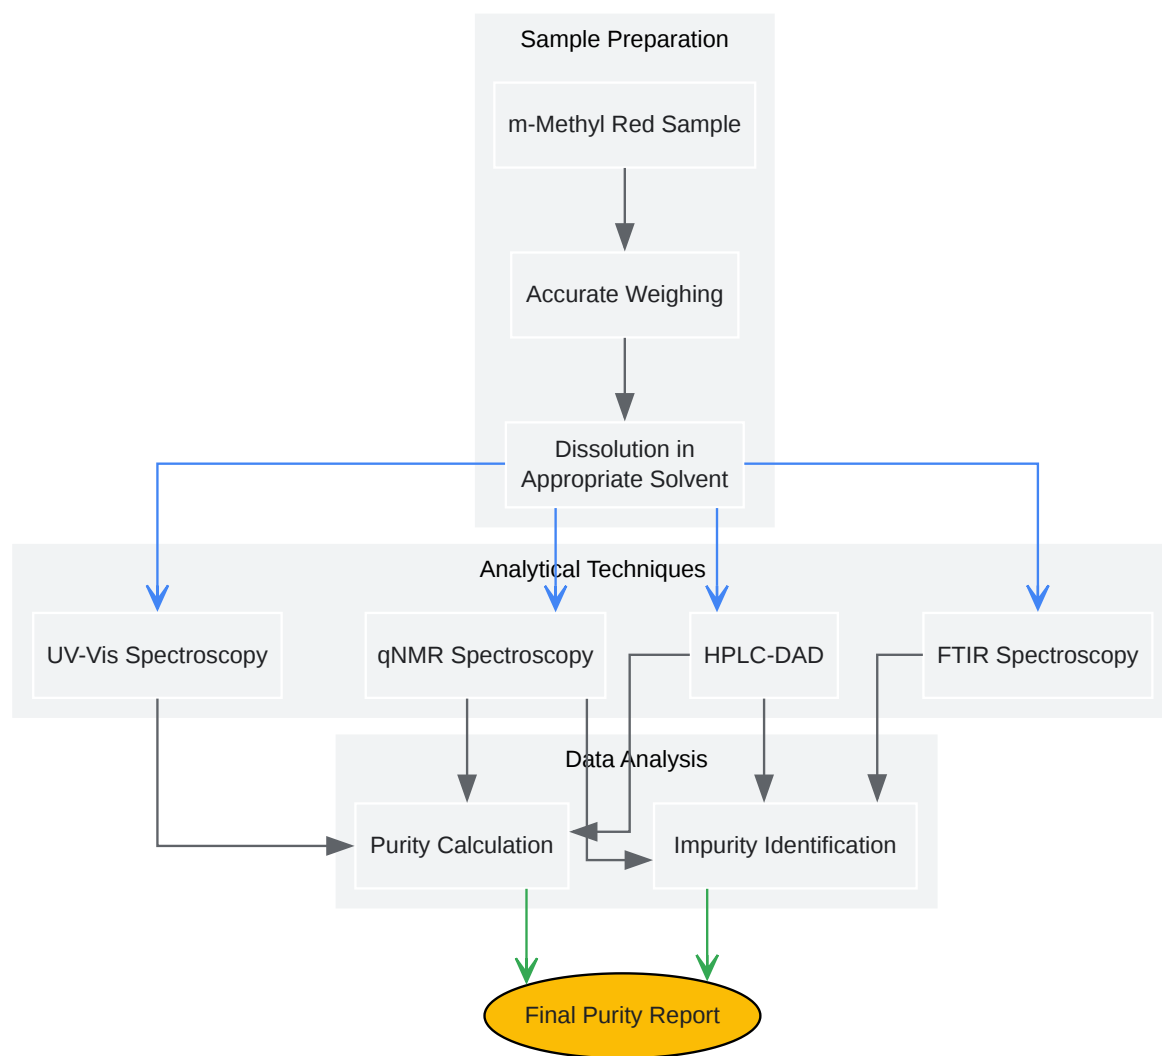 Sample Preparation
m-Methyl Red Sample
Accurate Weighing
Dissolution in
Appropriate Solvent
Analytical Techniques
UV-Vis Spectroscopy
qNMR Spectroscopy
HPLC-DAD
FTIR Spectroscopy
Data Analysis
Purity Calculation
Impurity Identification
Final Purity Report